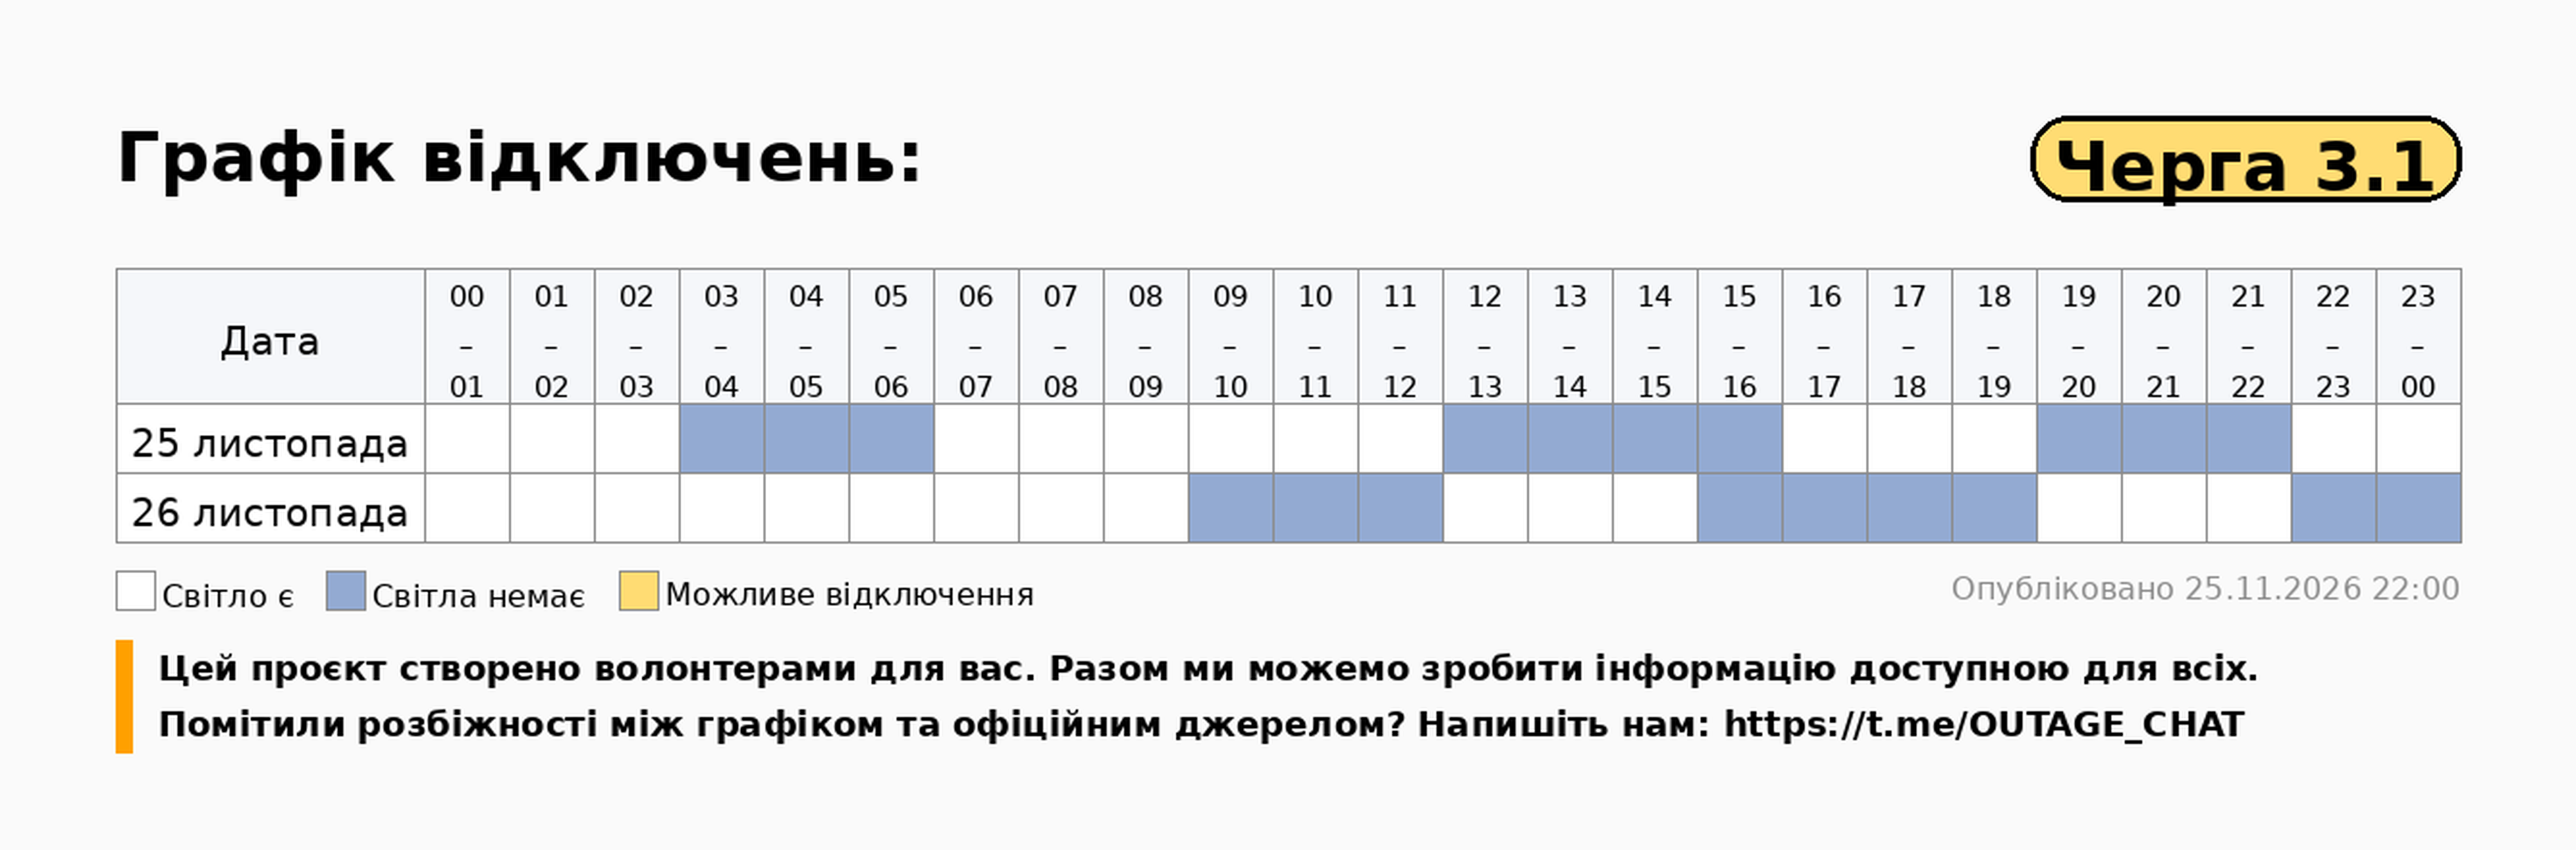 Графік відключень:
Черга 3.1
Дата
00 – 01
01 – 02
02 – 03
03 – 04
04 – 05
05 – 06
06 – 07
07 – 08
08 – 09
09 – 10
10 – 11
11 – 12
12 – 13
13 – 14
14 – 15
15 – 16
16 – 17
17 – 18
18 – 19
19 – 20
20 – 21
21 – 22
22 – 23
23 – 00
25 листопада
26 листопада
Світло є
Світла немає
Можливе відключення
Опубліковано 25.11.2026 22:00
Цей проєкт створено волонтерами для вас. Разом ми можемо зробити інформацію доступною для всіх.
Помітили розбіжності між графіком та офіційним джерелом? Напишіть нам: https://t.me/OUTAGE_CHAT